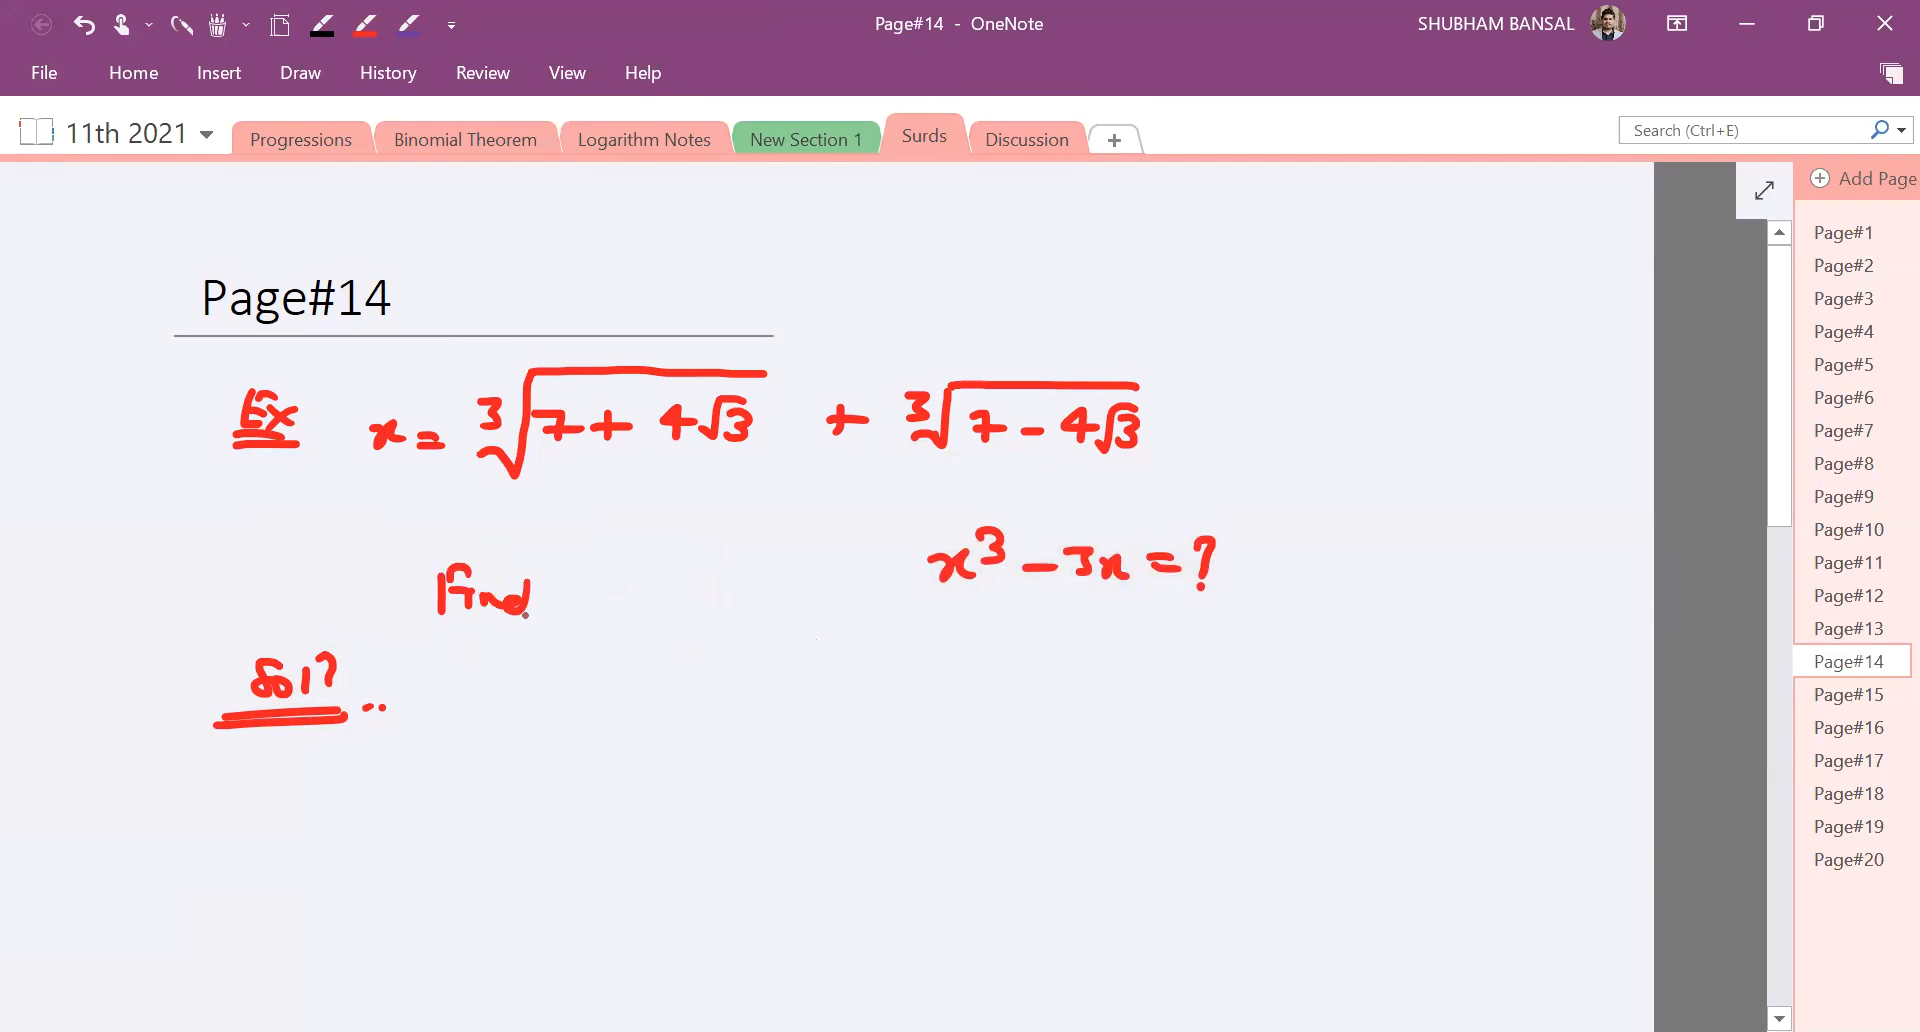 Page#14 - OneNote
SHUBHAM BANSAL
File Home Insert Draw History Review View Help
11th 2021
Progressions Binomial Theorem Logarithm Notes New Section 1 Surds Discussion +
Search (Ctrl+E)
Add Page
Page#14
Ex x = ∛(7 + 4√3) + ∛(7 - 4√3)
x³ - 3x = ?
Find
Page#1
Page#2
Page#3
Page#4
Page#5
Page#6
Page#7
Page#8
Page#9
Page#10
Page#11
Page#12
Page#13
Page#14
Page#15
Page#16
Page#17
Page#18
Page#19
Page#20